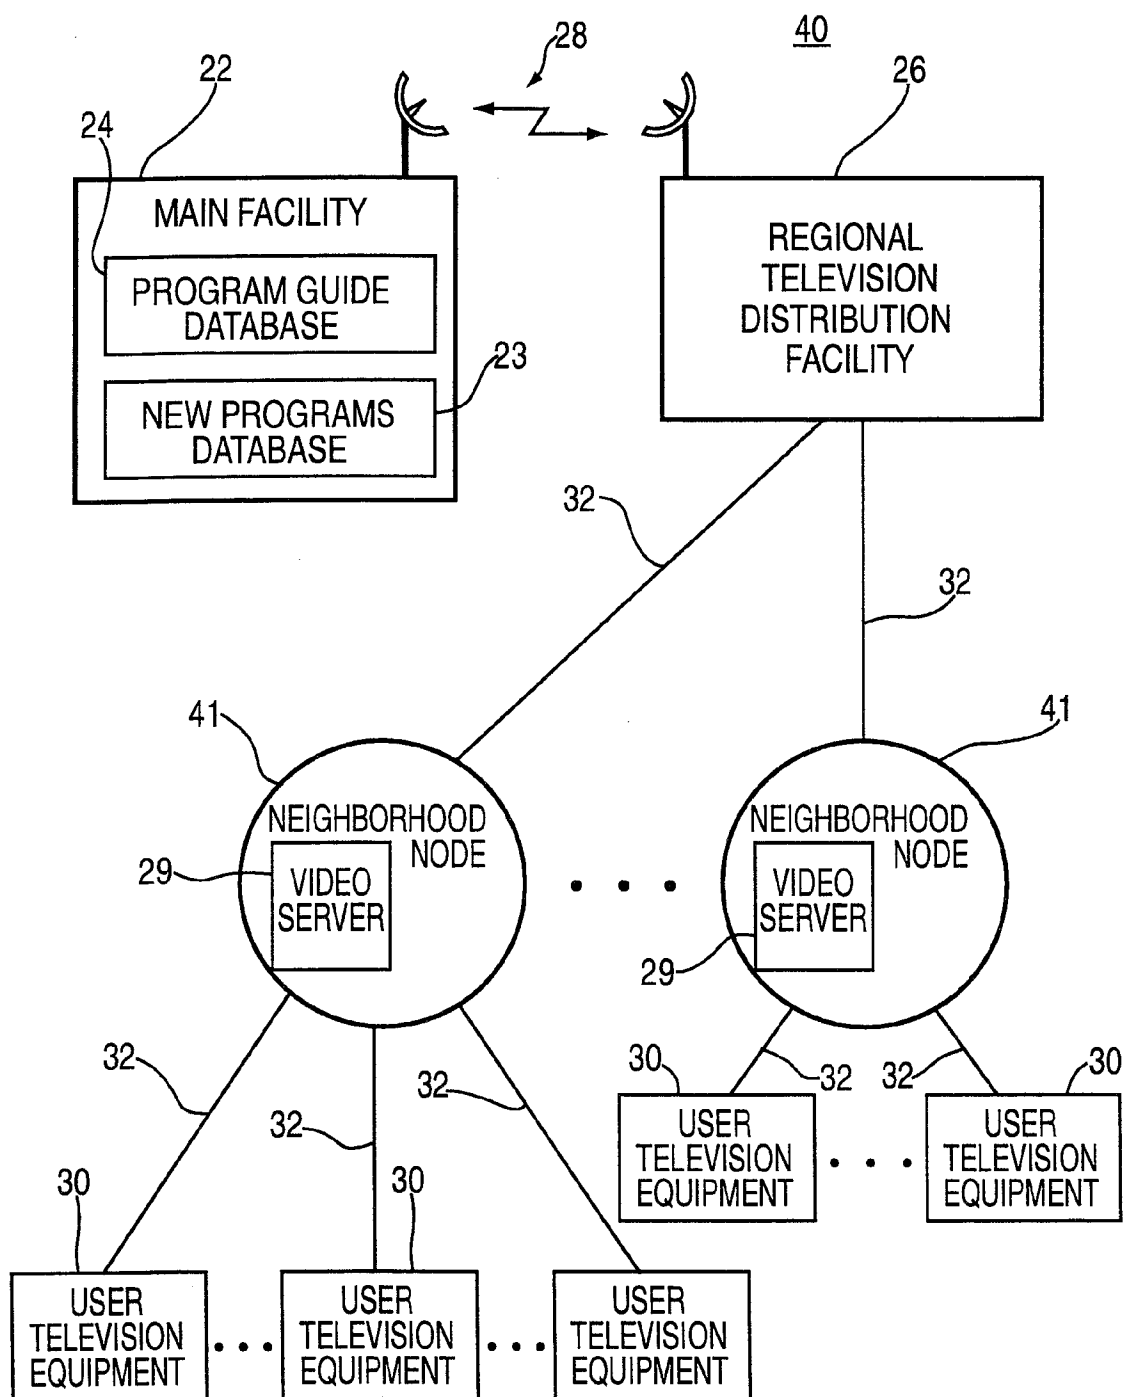 40
28
22
26
24
MAIN FACILITY
PROGRAM GUIDE
DATABASE
23
NEW PROGRAMS
DATABASE
REGIONAL
TELEVISION
DISTRIBUTION
FACILITY
32
32
41
41
NEIGHBORHOOD
NODE
29
VIDEO
SERVER
NEIGHBORHOOD
NODE
VIDEO
SERVER
29
32
32
32
30
32
32
30
USER
TELEVISION
EQUIPMENT
USER
TELEVISION
EQUIPMENT
30
30
USER
TELEVISION
EQUIPMENT
USER
TELEVISION
EQUIPMENT
USER
TELEVISION
EQUIPMENT